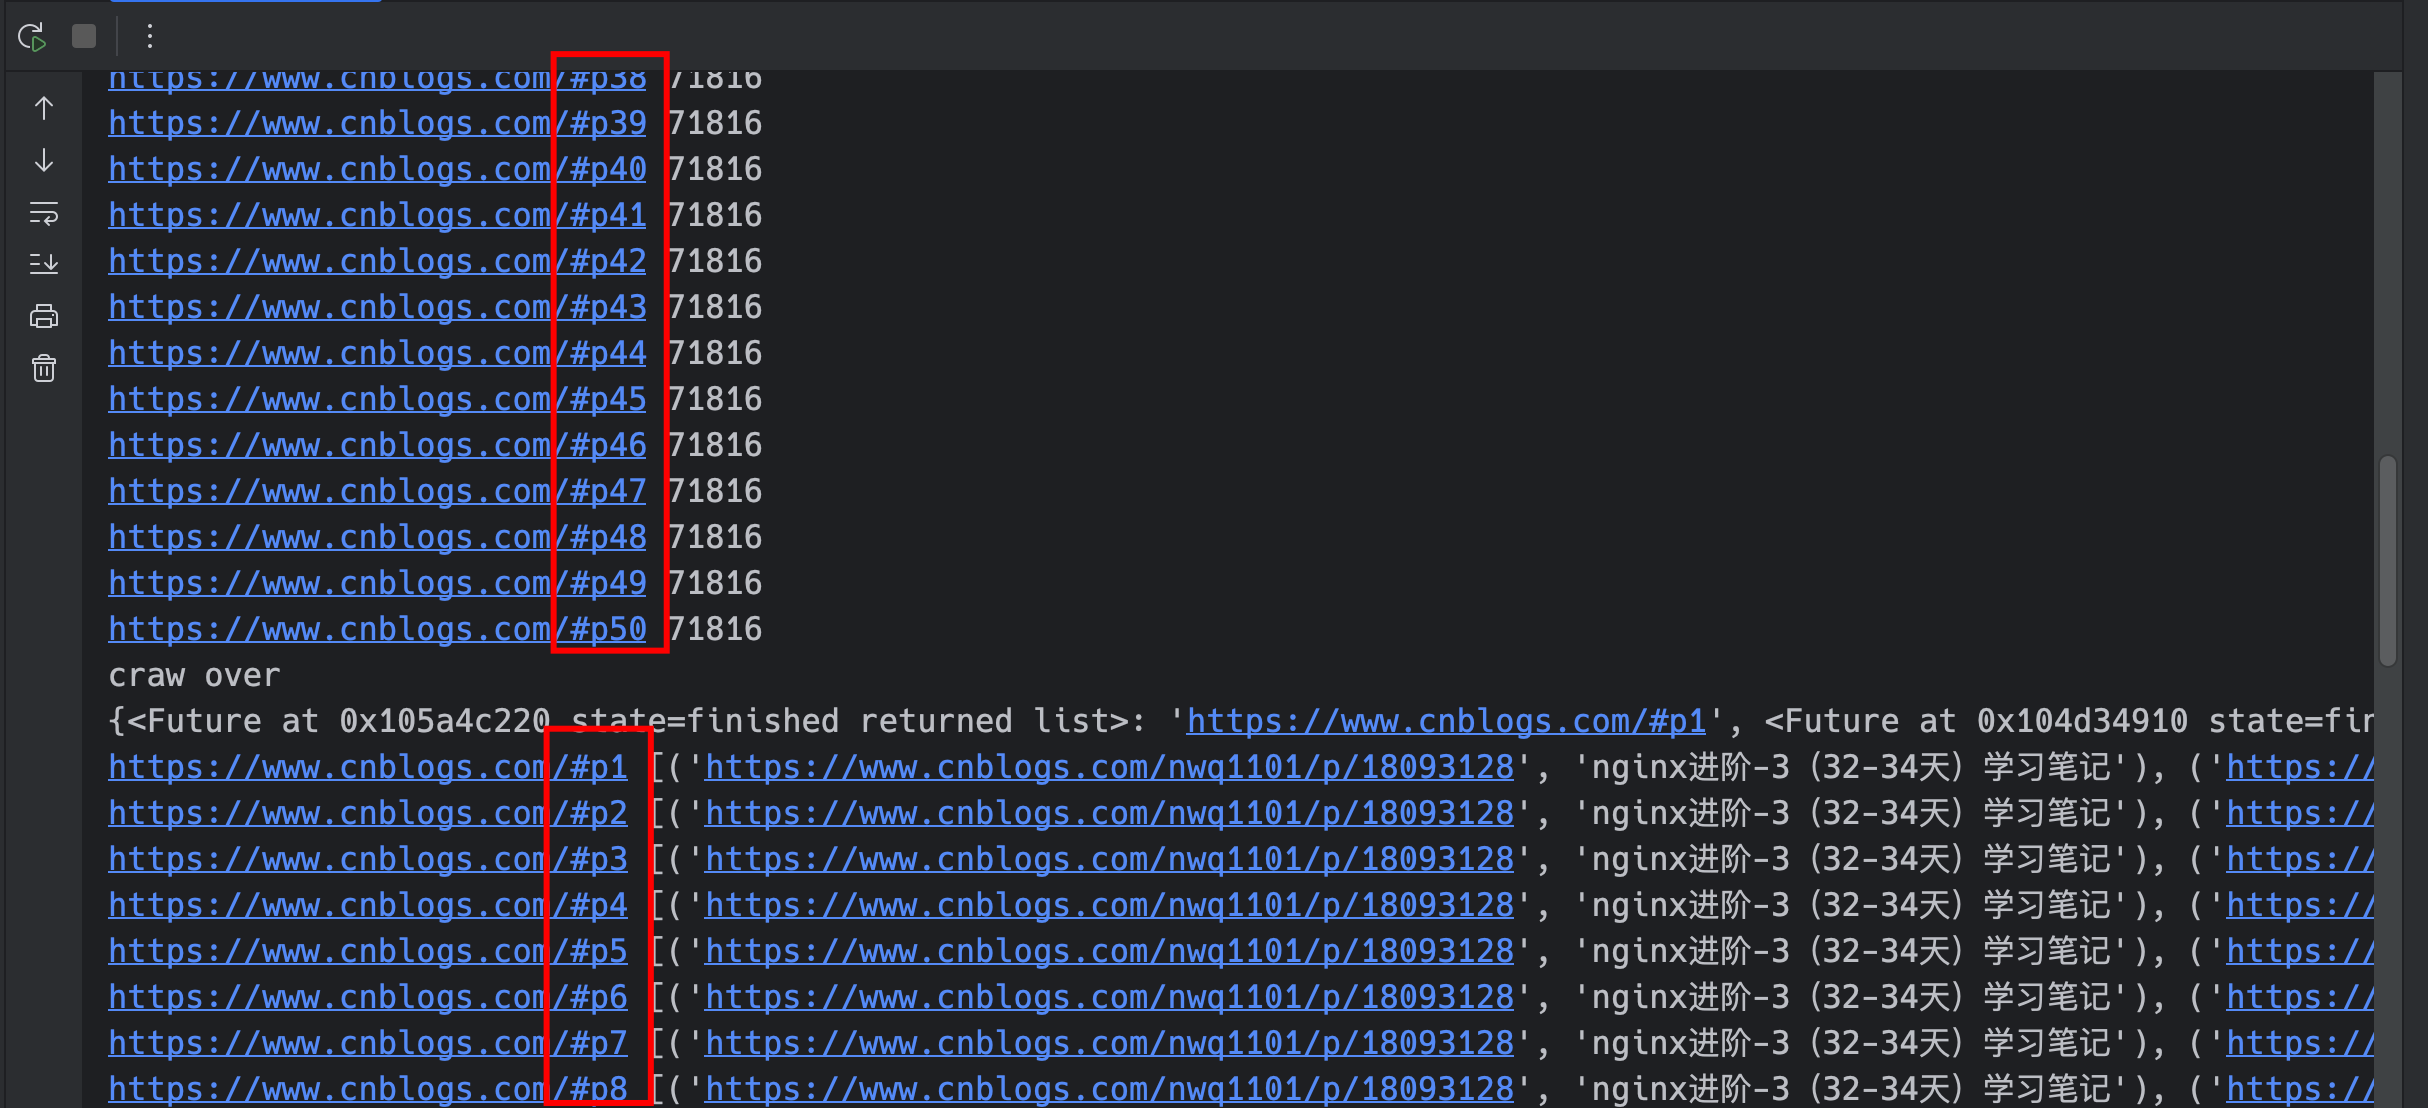 https://www.cnblogs.com/#p38 71816
https://www.cnblogs.com/#p39 71816
https://www.cnblogs.com/#p40 71816
https://www.cnblogs.com/#p41 71816
https://www.cnblogs.com/#p42 71816
https://www.cnblogs.com/#p43 71816
https://www.cnblogs.com/#p44 71816
https://www.cnblogs.com/#p45 71816
https://www.cnblogs.com/#p46 71816
https://www.cnblogs.com/#p47 71816
https://www.cnblogs.com/#p48 71816
https://www.cnblogs.com/#p49 71816
https://www.cnblogs.com/#p50 71816
craw over
{<Future at 0x105a4c220 state=finished returned list>: 'https://www.cnblogs.com/#p1', <Future at 0x104d34910 state=fin
https://www.cnblogs.com/#p1 [('https://www.cnblogs.com/nwq1101/p/18093128', 'nginx进阶-3（32-34天）学习笔记'), ('https://
https://www.cnblogs.com/#p2 [('https://www.cnblogs.com/nwq1101/p/18093128', 'nginx进阶-3（32-34天）学习笔记'), ('https://
https://www.cnblogs.com/#p3 [('https://www.cnblogs.com/nwq1101/p/18093128', 'nginx进阶-3（32-34天）学习笔记'), ('https://
https://www.cnblogs.com/#p4 [('https://www.cnblogs.com/nwq1101/p/18093128', 'nginx进阶-3（32-34天）学习笔记'), ('https://
https://www.cnblogs.com/#p5 [('https://www.cnblogs.com/nwq1101/p/18093128', 'nginx进阶-3（32-34天）学习笔记'), ('https://
https://www.cnblogs.com/#p6 [('https://www.cnblogs.com/nwq1101/p/18093128', 'nginx进阶-3（32-34天）学习笔记'), ('https://
https://www.cnblogs.com/#p7 [('https://www.cnblogs.com/nwq1101/p/18093128', 'nginx进阶-3（32-34天）学习笔记'), ('https://
https://www.cnblogs.com/#p8 [('https://www.cnblogs.com/nwq1101/p/18093128', 'nginx进阶-3（32-34天）学习笔记'), ('https://